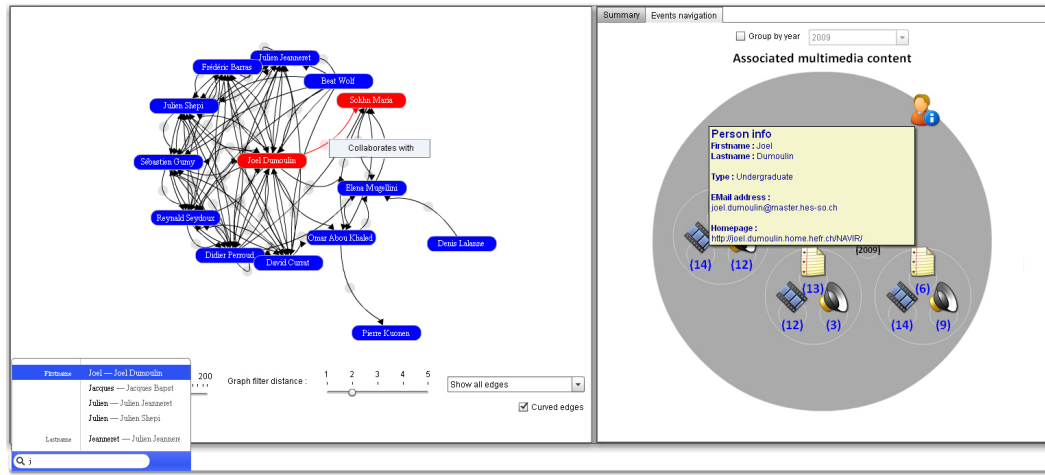 Julien Jeanneret
Frédéric Barras
Beat Wolf
Sokhn Maria
Julien Shepi
Collaborates with
Sébastien Gumy
Joel Dumoulin
Elena Mugellini
Reynald Seydoux
Omar Abou Khaled
Denis Lalanne
Didier Perroud
David Currat
Pierre Kuonen
200
Graph filter distance :
1 2 3 4 5
Show all edges
Curved edges
Firstname Joel — Joel Dumoulin
Jacques — Jacques Bapst
Julien — Julien Jeanneret
Julien — Julien Shepi
Lastname Jeanneret — Julien Jeannere
j
Summary Events navigation
Group by year 2009
Associated multimedia content
Person info
Firstname : Joel
Lastname : Dumoulin
Type : Undergraduate
EMail address :
joel.dumoulin@master.hes-so.ch
Homepage :
http://joel.dumoulin.home.hefr.ch/NAVIR/
(2009)
(14) (12)
(13) (6)
(12) (3) (14) (9)